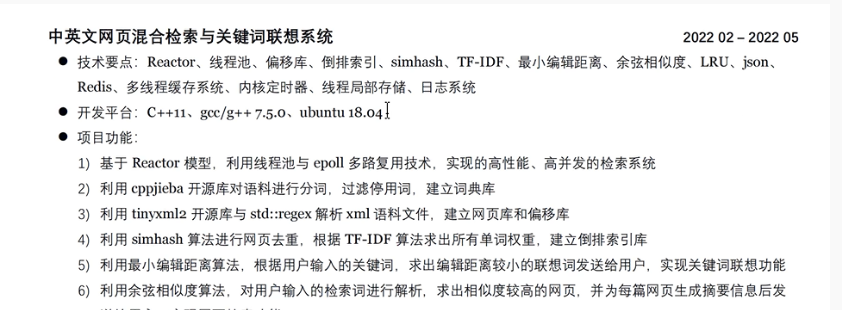 中英文网页混合检索与关键词联想系统 2022 02 – 2022 05
● 技术要点：Reactor、线程池、偏移库、倒排索引、simhash、TF-IDF、最小编辑距离、余弦相似度、LRU、json、
Redis、多线程缓存系统、内核定时器、线程局部存储、日志系统
● 开发平台：C++11、gcc/g++ 7.5.0、ubuntu 18.04
● 项目功能：
1) 基于 Reactor 模型，利用线程池与 epoll 多路复用技术，实现的高性能、高并发的检索系统
2) 利用 cppjieba 开源库对语料进行分词，过滤停用词，建立词典库
3) 利用 tinyxml2 开源库与 std::regex 解析 xml 语料文件，建立网页库和偏移库
4) 利用 simhash 算法进行网页去重，根据 TF-IDF 算法求出所有单词权重，建立倒排索引库
5) 利用最小编辑距离算法，根据用户输入的关键词，求出编辑距离较小的联想词发送给用户，实现关键词联想功能
6) 利用余弦相似度算法，对用户输入的检索词进行解析，求出相似度较高的网页，并为每篇网页生成摘要信息后发